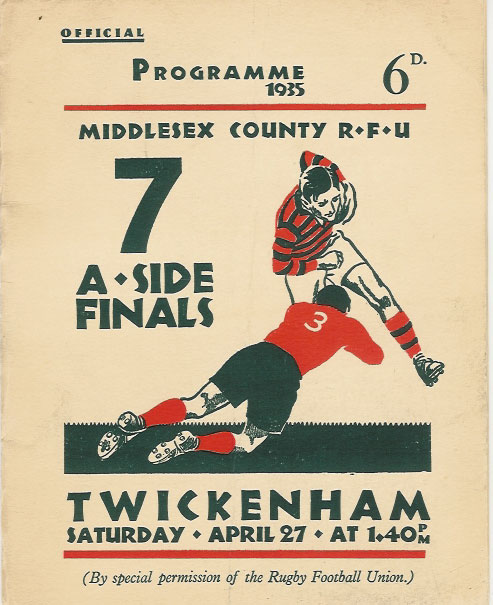 OFFICIAL
PROGRAMME
1935
6D.
MIDDLESEX COUNTY R•F•U
7
A•SIDE
FINALS
3
TWICKENHAM
SATURDAY • APRIL 27 • AT 1.40PM
(By special permission of the Rugby Football Union.)